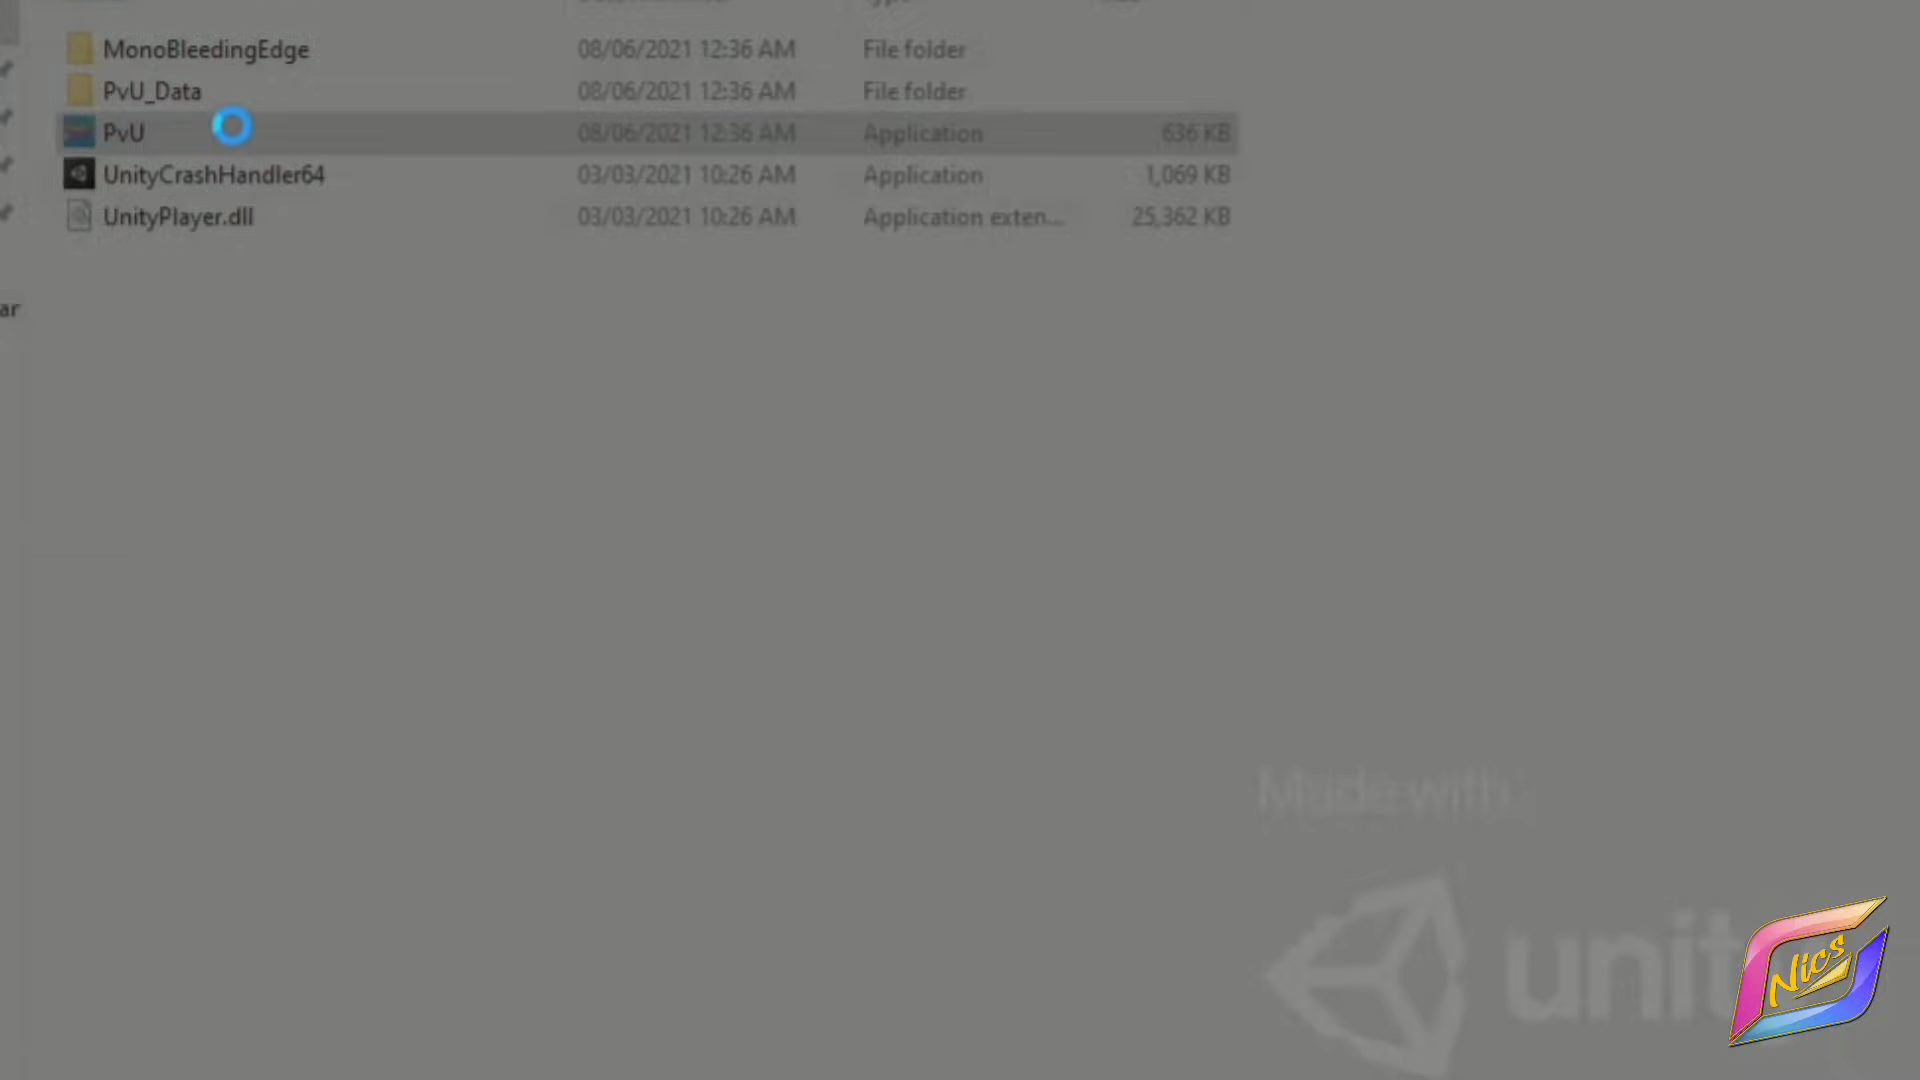 MonoBleedingEdge 08/06/2021 12:36 AM File folder
PvU_Data 08/06/2021 12:36 AM File folder
PvU 08/06/2021 12:36 AM Application 636 KB
UnityCrashHandler64 03/03/2021 10:26 AM Application 1,069 KB
UnityPlayer.dll 03/03/2021 10:26 AM Application exten... 25,362 KB
ar
Made with
unit
Nics